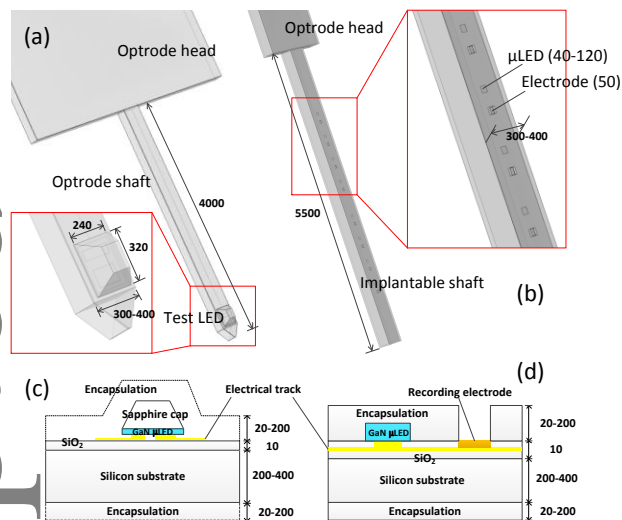 (a)
Optrode head
Optrode shaft
4000
240
320
300-400
Test LED
Optrode head
µLED (40-120)
Electrode (50)
300-400
5500
Implantable shaft
(b)
(c)
Encapsulation
Sapphire cap
GaN µLED
SiO2
Silicon substrate
Encapsulation
Electrical track
20-200
10
200-400
20-200
(d)
Recording electrode
Encapsulation
GaN µLED
SiO2
Silicon substrate
Encapsulation
20-200
10
200-400
20-200